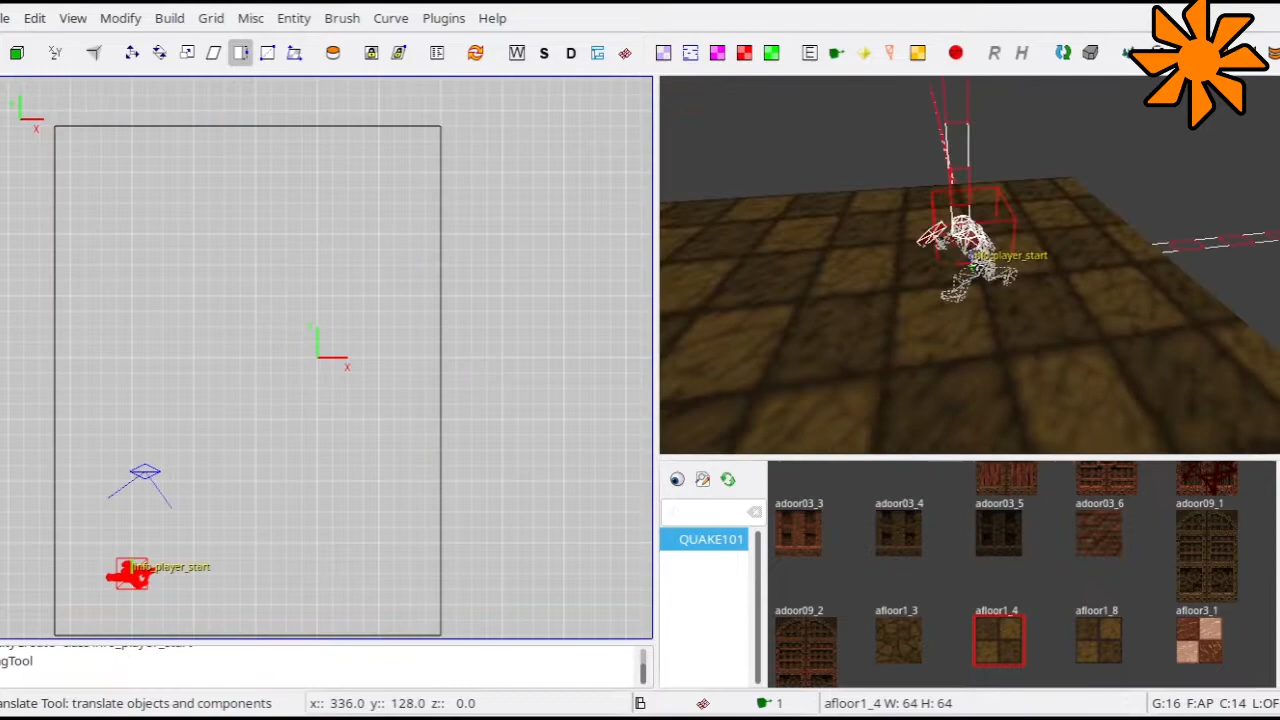 le Edit View Modify Build Grid Misc Entity Brush Curve Plugins Help
W S D E R H
X
info_player_start
X
info_player_start
adoor03_3 adoor03_4 adoor03_5 adoor03_6 adoor09_1
QUAKE101
adoor09_2 afloor1_3 afloor1_4 afloor1_8 afloor3_1
gTool
anslate Tool: translate objects and components x:: 336.0 y:: 128.0 z:: 0.0 1 afloor1_4 W: 64 H: 64 G:16 F:AP C:14 L:OF